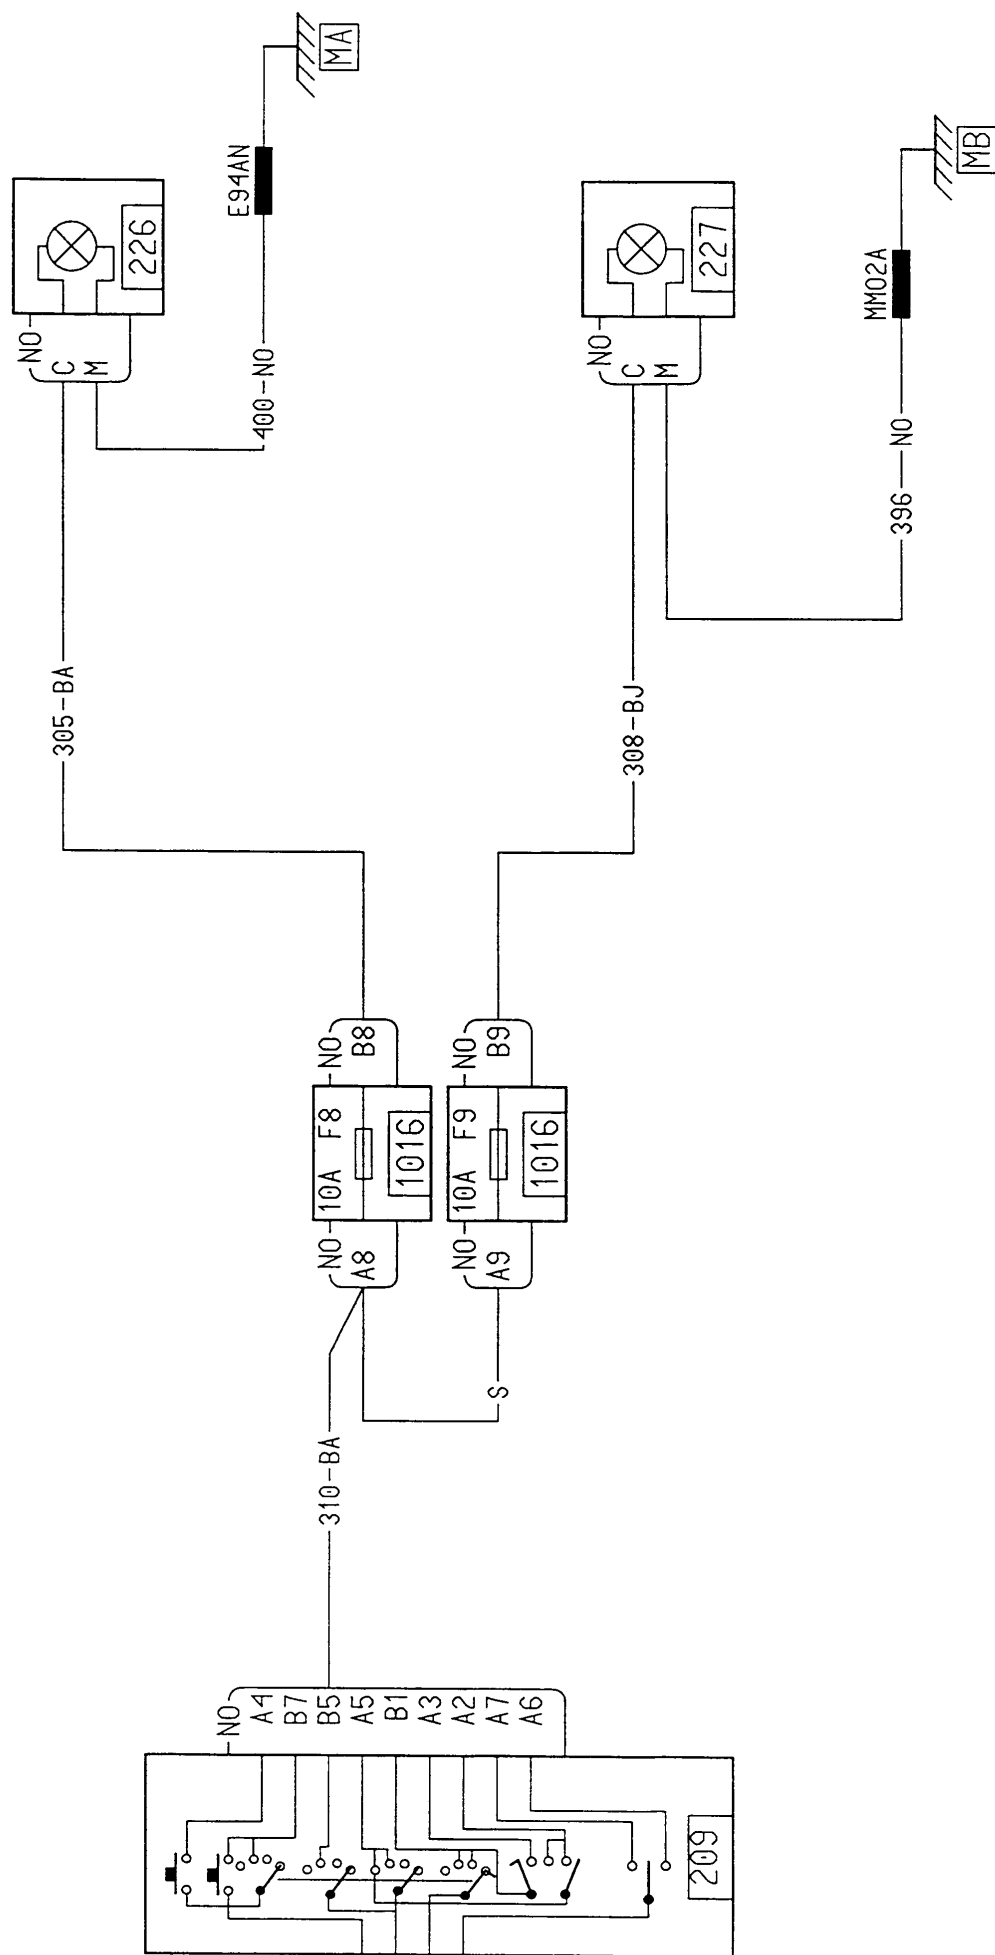 MA
E94AN
226
NO
C
M
400-NO
305-BA
MB
MM02A
227
NO
C
M
396
NO
308-BJ
NO
B8
10A F8
1016
NO
A8
NO
B9
10A F9
1016
NO
A9
S
310-BA
NO
A4
B7
B5
A5
B1
A3
A2
A7
A6
209